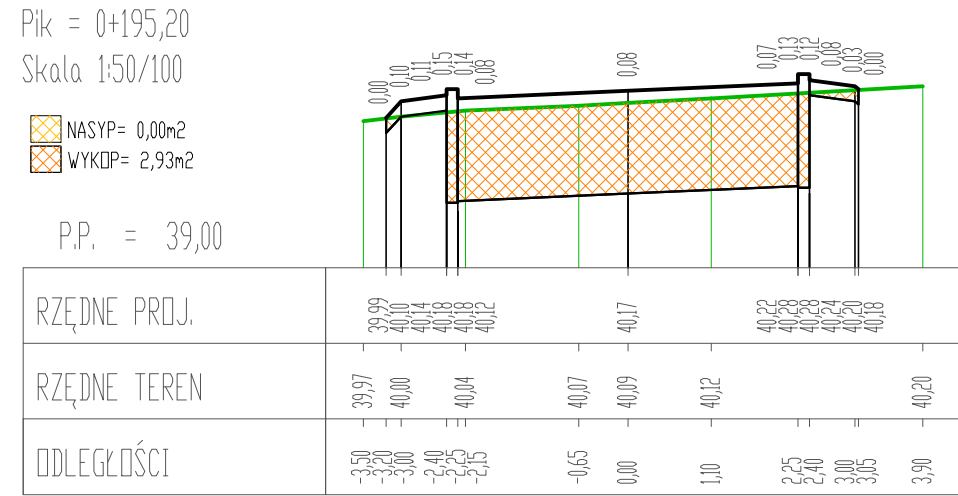 Pik = 0+195,20
Skala 1:50/100
NASYP= 0,00m2
WYKOP= 2,93m2
P.P. = 39,00
0,00 0,10 0,11 0,15 0,14 0,08 0,08 0,07 0,13 0,12 0,08 0,03 0,00
RZĘDNE PROJ. 39,99 40,10 40,14 40,18 40,18 40,12 40,17 40,22 40,28 40,28 40,24 40,20 40,18
RZĘDNE TEREN 39,97 40,00 40,04 40,07 40,09 40,12 40,20
ODLEGŁOŚCI -3,50 -3,20 -3,00 -2,40 -2,25 -2,15 -0,65 0,00 1,10 2,25 2,40 3,00 3,05 3,90